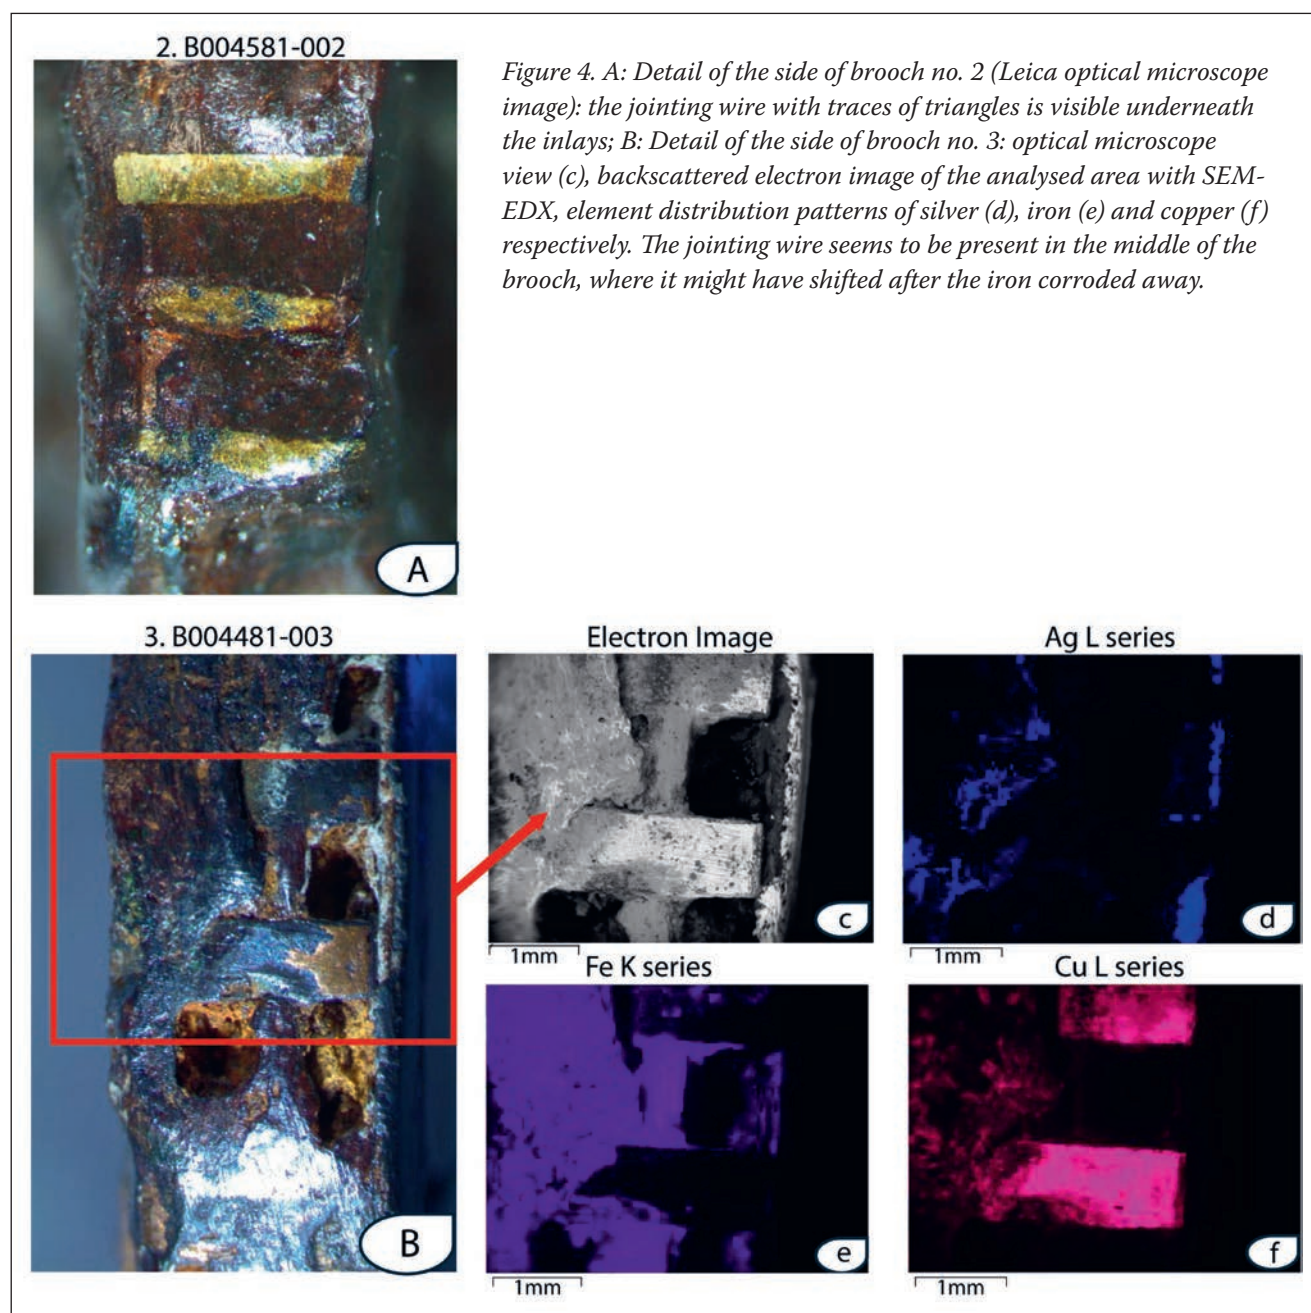 2. B004581-002
Figure 4. A: Detail of the side of brooch no. 2 (Leica optical microscope
image): the jointing wire with traces of triangles is visible underneath
the inlays; B: Detail of the side of brooch no. 3: optical microscope
view (c), backscattered electron image of the analysed area with SEM-
EDX, element distribution patterns of silver (d), iron (e) and copper (f)
respectively. The jointing wire seems to be present in the middle of the
brooch, where it might have shifted after the iron corroded away.
A
3. B004481-003
Electron Image
Ag L series
B
c
1mm
d
Fe K series
Cu L series
e
1mm
f
1mm